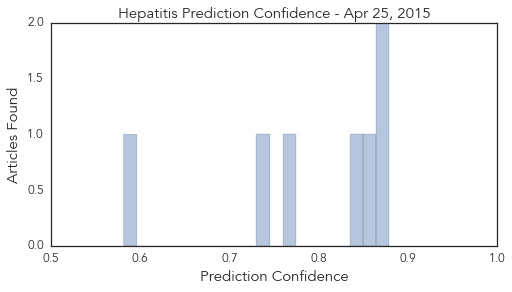 Hepatitis Prediction Confidence - Apr 25, 2015
2.0
1.5
1.0
0.5
0.0
Articles Found
0.5 0.6 0.7 0.8 0.9 1.0
Prediction Confidence